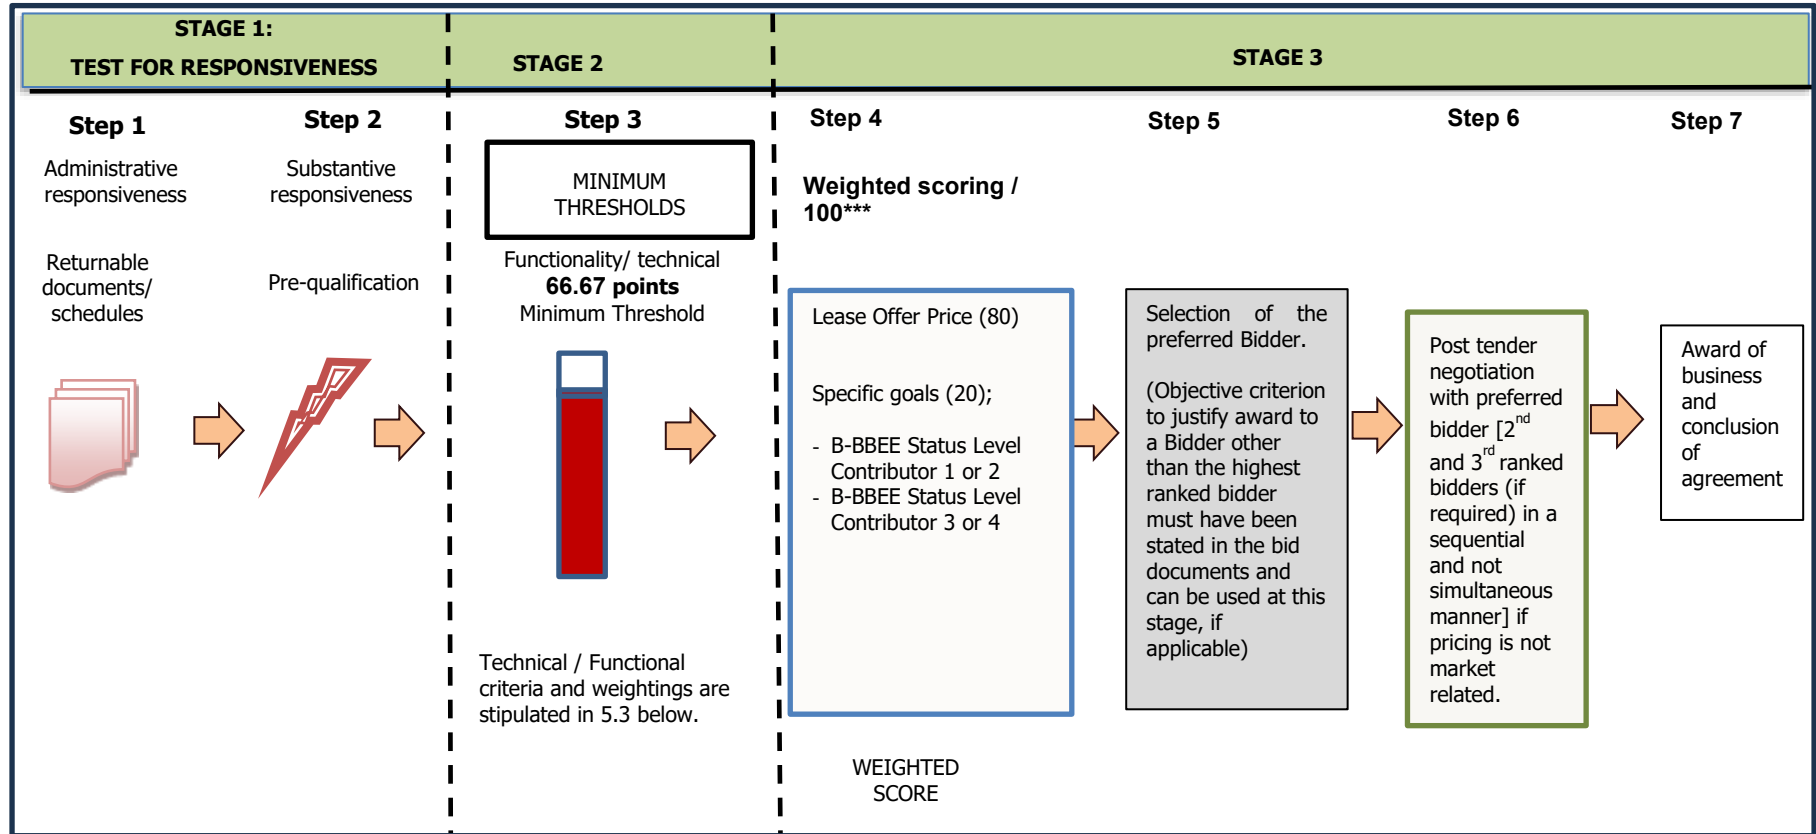 STAGE 1:
TEST FOR RESPONSIVENESS
STAGE 2
STAGE 3
Step 1
Administrative
responsiveness
Returnable
documents/
schedules
Step 2
Substantive
responsiveness
Pre-qualification
Step 3
MINIMUM
THRESHOLDS
Functionality/ technical
66.67 points
Minimum Threshold
Technical / Functional
criteria and weightings are
stipulated in 5.3 below.
Step 4
Weighted scoring /
100***
Lease Offer Price (80)
Specific goals (20);
- B-BBEE Status Level
Contributor 1 or 2
- B-BBEE Status Level
Contributor 3 or 4
WEIGHTED
SCORE
Step 5
Selection of the
preferred Bidder.
(Objective criterion
to justify award to
a Bidder other
than the highest
ranked bidder
must have been
stated in the bid
documents and
can be used at this
stage, if
applicable)
Step 6
Post tender
negotiation
with preferred
bidder [2nd
and 3rd ranked
bidders (if
required) in a
sequential
and not
simultaneous
manner] if
pricing is not
market
related.
Step 7
Award of
business
and
conclusion
of
agreement